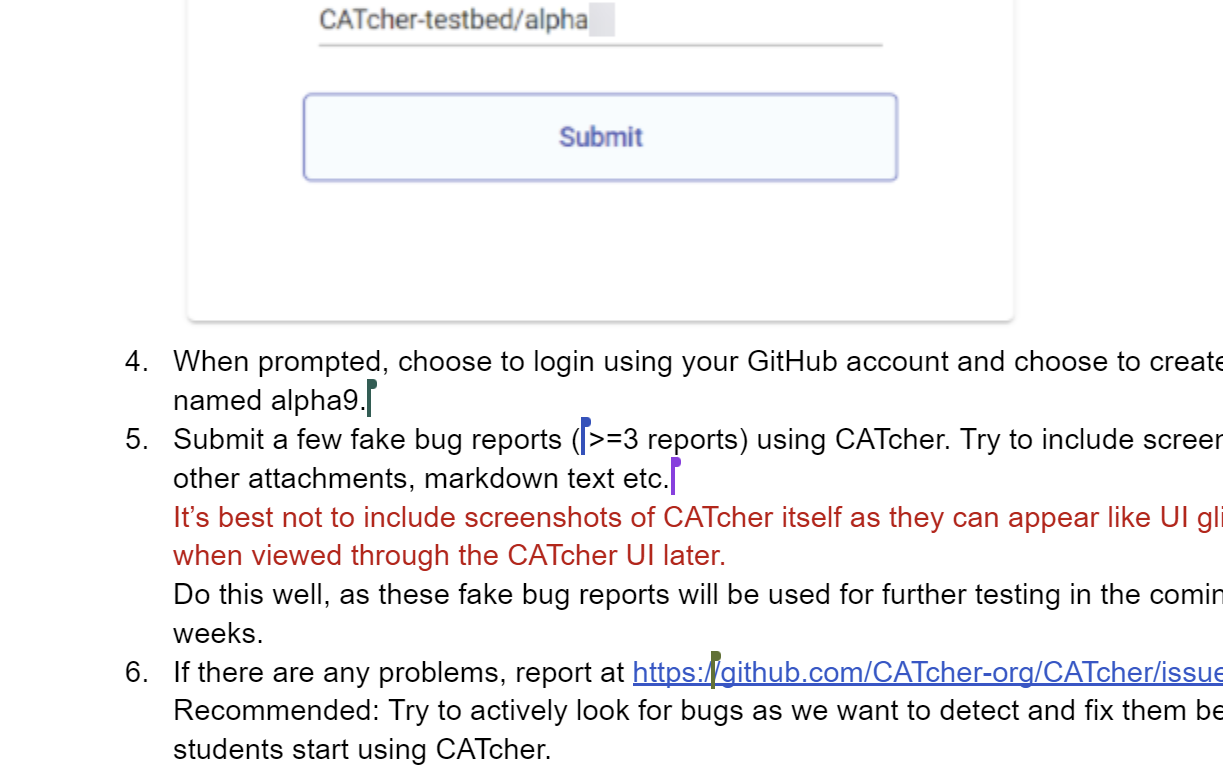 CATcher-testbed/alpha
Submit
4. When prompted, choose to login using your GitHub account and choose to create
named alpha9.
5. Submit a few fake bug reports (>=3 reports) using CATcher. Try to include screen
other attachments, markdown text etc.
It’s best not to include screenshots of CATcher itself as they can appear like UI gli
when viewed through the CATcher UI later.
Do this well, as these fake bug reports will be used for further testing in the comin
weeks.
6. If there are any problems, report at https://github.com/CATcher-org/CATcher/issue
Recommended: Try to actively look for bugs as we want to detect and fix them be
students start using CATcher.